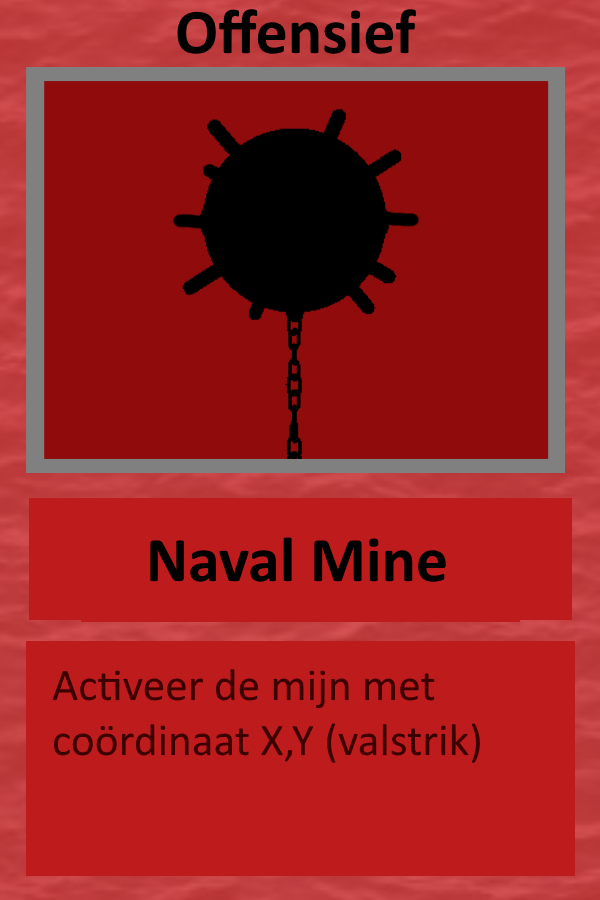 Offensief
Naval Mine
Activeer de mijn met
coördinaat X,Y (valstrik)